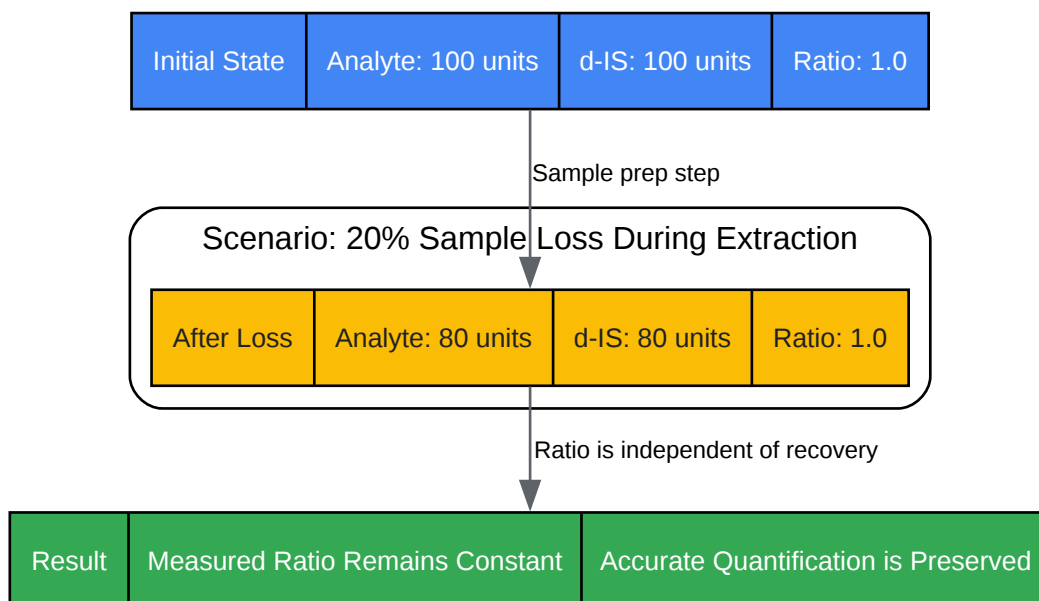 Initial State Analyte: 100 units d-IS: 100 units Ratio: 1.0
Sample prep step
Scenario: 20% Sample Loss During Extraction
After Loss Analyte: 80 units d-IS: 80 units Ratio: 1.0
Ratio is independent of recovery
Result Measured Ratio Remains Constant Accurate Quantification is Preserved